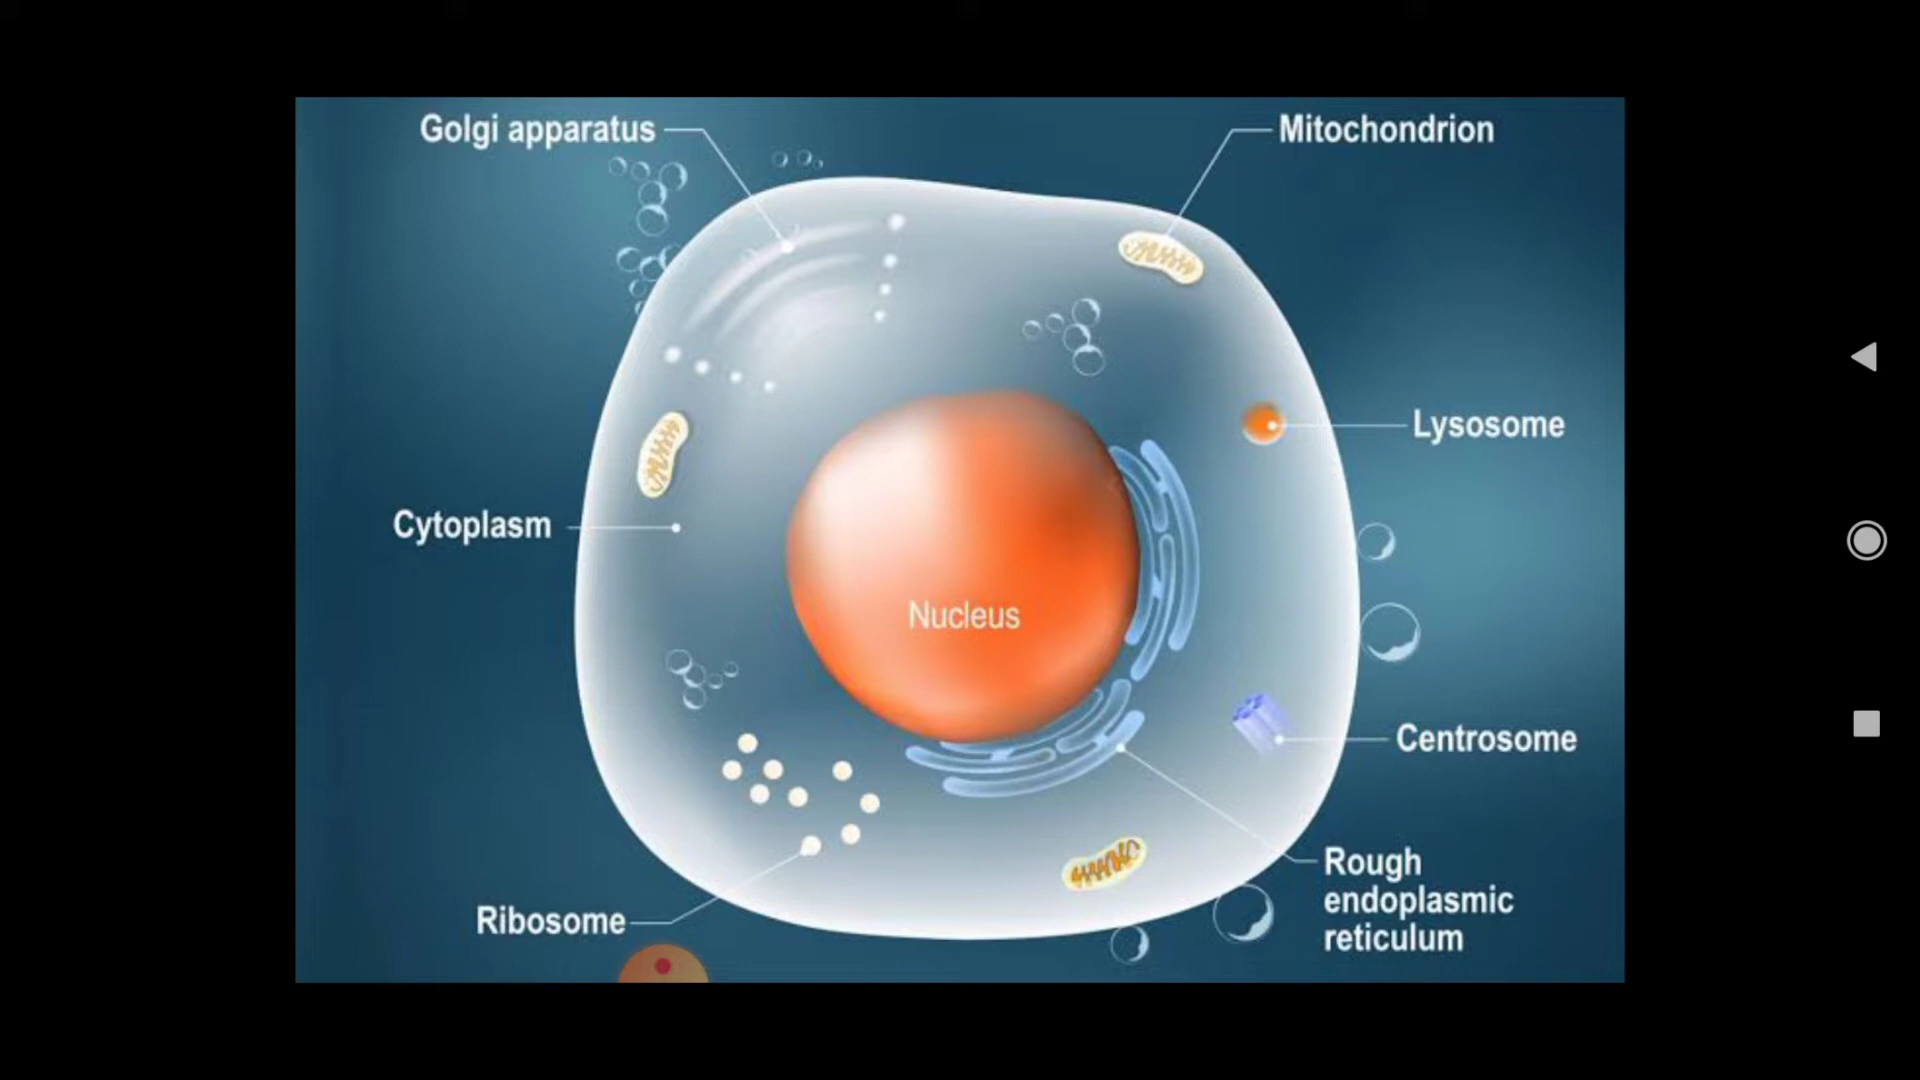 Golgi apparatus
Mitochondrion
Lysosome
Cytoplasm
Nucleus
Centrosome
Rough
endoplasmic
reticulum
Ribosome